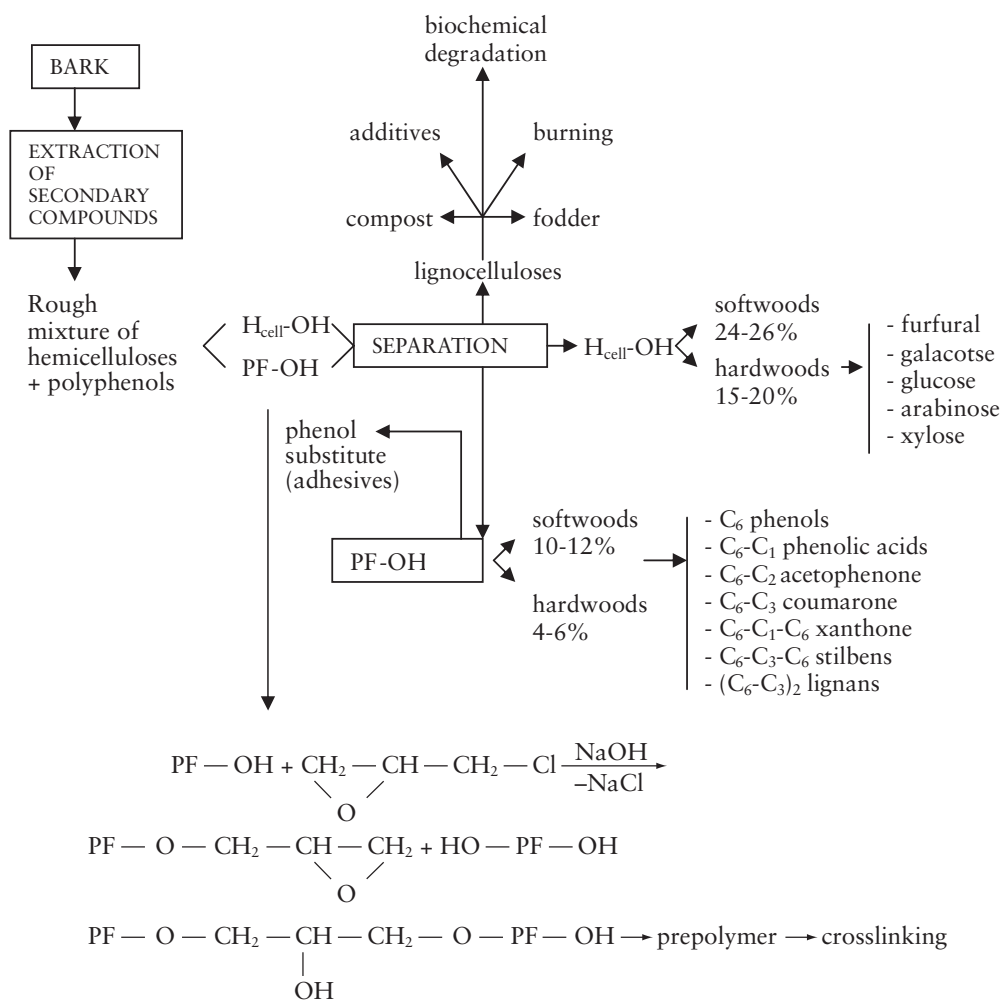 biochemical
degradation
BARK
additives
burning
EXTRACTION
OF
SECONDARY
COMPOUNDS
compost
fodder
lignocelluloses
Rough
mixture of
hemicelluloses
+ polyphenols
H_cell-OH
PF-OH
SEPARATION
H_cell-OH
softwoods
24-26%
hardwoods
15-20%
- furfural
- galacotse
- glucose
- arabinose
- xylose
phenol
substitute
(adhesives)
PF-OH
softwoods
10-12%
hardwoods
4-6%
- C₆ phenols
- C₆-C₁ phenolic acids
- C₆-C₂ acetophenone
- C₆-C₃ coumarone
- C₆-C₁-C₆ xanthone
- C₆-C₃-C₆ stilbens
- (C₆-C₃)₂ lignans
PF — OH + CH₂ — CH — CH₂ — Cl NaOH
–NaCl
O
PF — O — CH₂ — CH — CH₂ + HO — PF — OH
O
PF — O — CH₂ — CH — CH₂ — O — PF — OH → prepolymer → crosslinking
OH